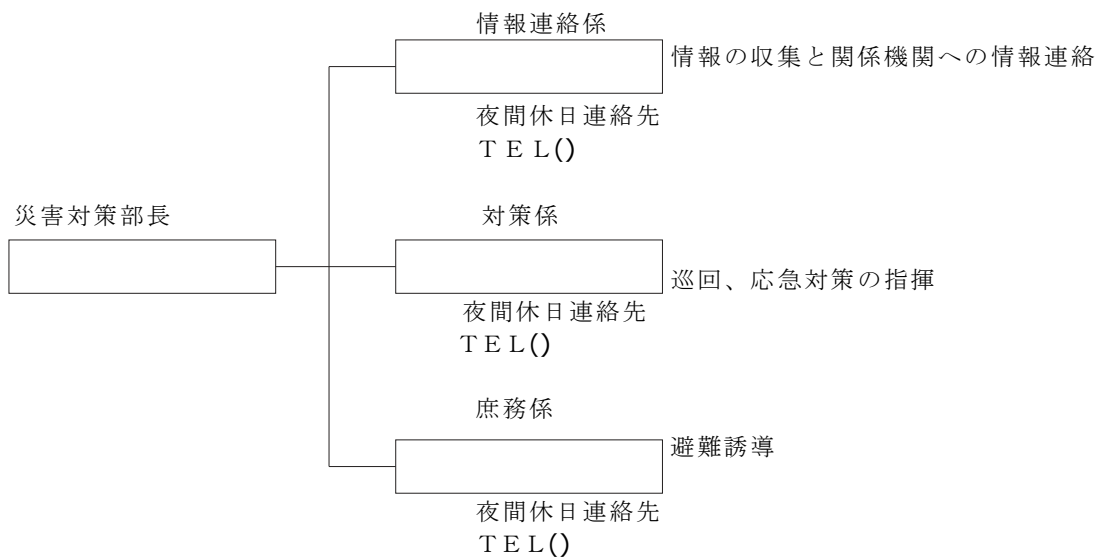 情報連絡係
情報の収集と関係機関への情報連絡
夜間休日連絡先
ＴＥＬ()
災害対策部長
対策係
巡回、応急対策の指揮
夜間休日連絡先
ＴＥＬ()
庶務係
避難誘導
夜間休日連絡先
ＴＥＬ()